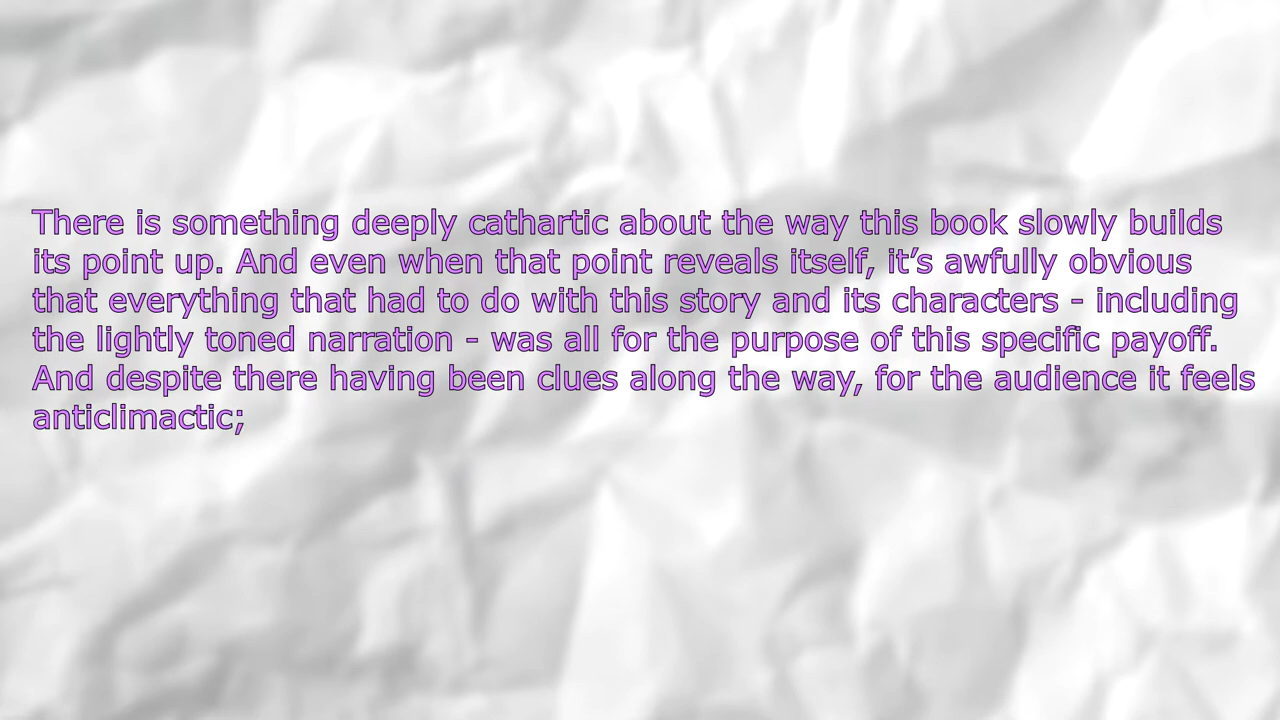 There is something deeply cathartic about the way this book slowly builds
its point up. And even when that point reveals itself, it’s awfully obvious
that everything that had to do with this story and its characters - including
the lightly toned narration - was all for the purpose of this specific payoff.
And despite there having been clues along the way, for the audience it feels
anticlimactic;